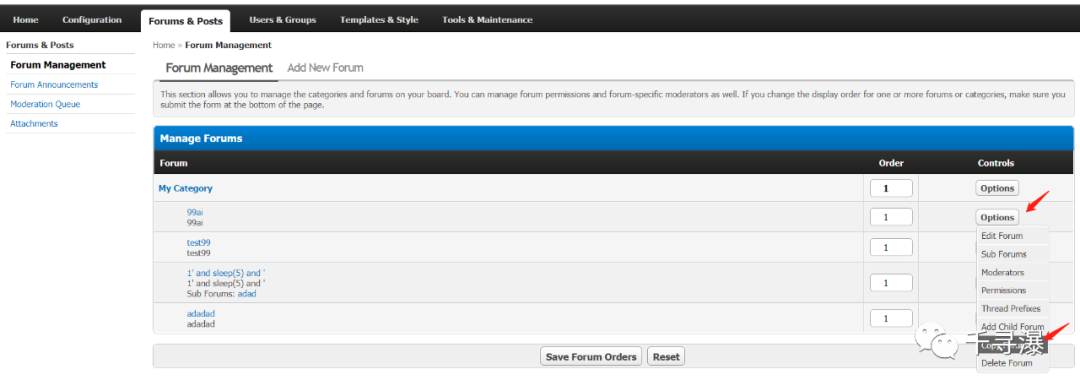 Home Configuration Forums & Posts Users & Groups Templates & Style Tools & Maintenance
Forums & Posts
Forum Management
Forum Announcements
Moderation Queue
Attachments
Home » Forum Management
Forum Management Add New Forum
This section allows you to manage the categories and forums on your board. You can manage forum permissions and forum-specific moderators as well. If you change the display order for one or more forums or categories, make sure you
submit the form at the bottom of the page.
Manage Forums
Forum Order Controls
My Category 1 Options
99ai 1 Options
99ai
test99 1
test99
1' and sleep(5) and '
1' and sleep(5) and ' 1
Sub Forums: adad
adadad 1
adadad
Edit Forum
Sub Forums
Moderators
Permissions
Thread Prefixes
Add Child Forum
Delete Forum
Save Forum Orders Reset
千寻瀑